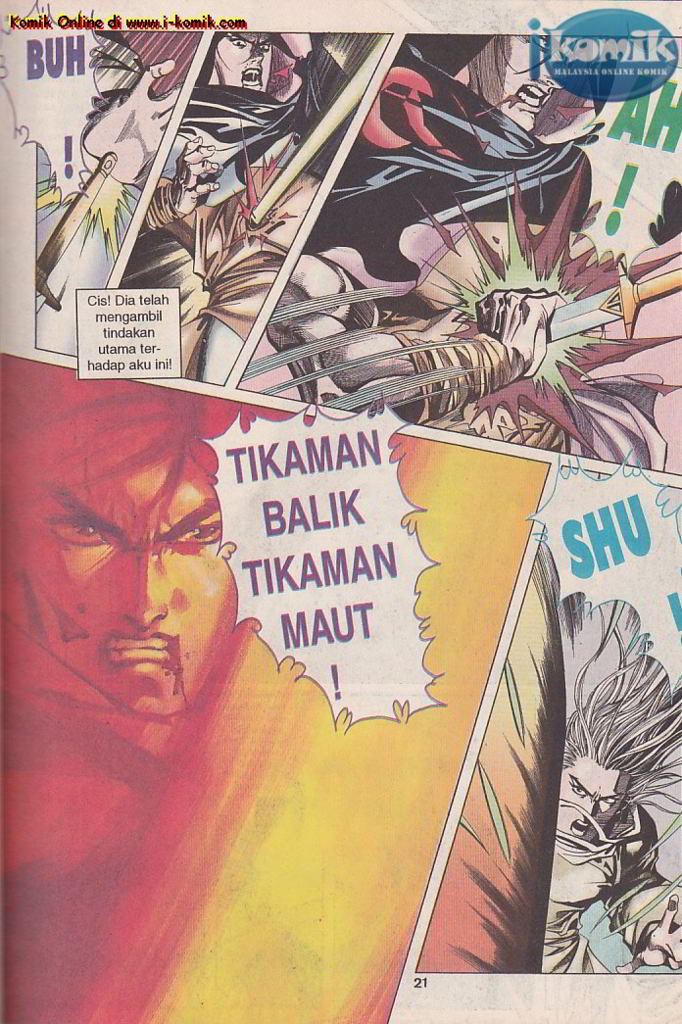 Komik Online di www.i-komik.com
ikomik
MALAYSIA ONLINE KOMIK
BUH
!
AH
!
Cis! Dia telah
mengambil
tindakan
utama ter-
hadap aku ini!
TIKAMAN
BALIK
TIKAMAN
MAUT
!
SHU
!
21